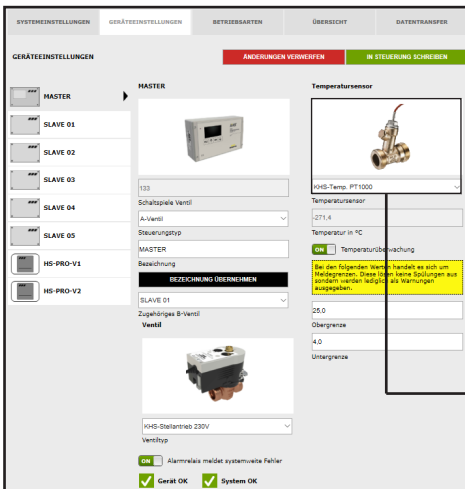 SYSTEMEINSTELLUNGEN
GERÄTEEINSTELLUNGEN
BETRIEBSARTEN
ÜBERSICHT
DATENTRANSFER
GERÄTEEINSTELLUNGEN
ÄNDERUNGEN VERWERFEN
IN STEUERUNG SCHREIBEN
MASTER
SLAVE 01
SLAVE 02
SLAVE 03
SLAVE 04
SLAVE 05
HS-PRO-V1
HS-PRO-V2
MASTER
133
Schaltspiele Ventil
A-Ventil
Steuerungstyp
MASTER
Bezeichnung
BEZEICHNUNG ÜBERNEHMEN
SLAVE 01
Zugehöriges B-Ventil
Ventil
KHS-Stellantrieb 230V
Ventiltyp
ON Alarmrelais meldet systemweite Fehler
Gerät OK
System OK
Temperatursensor
KHS-Temp. PT1000
Temperatursensor
-271,4
Temperatur in °C
ON Temperaturüberwachung
Bei den folgenden Werten handelt es sich um
Meldegrenzen. Diese lösen keine Spülungen aus
sondern werden lediglich als Warnungen
ausgegeben.
25,0
Obergrenze
4,0
Untergrenze